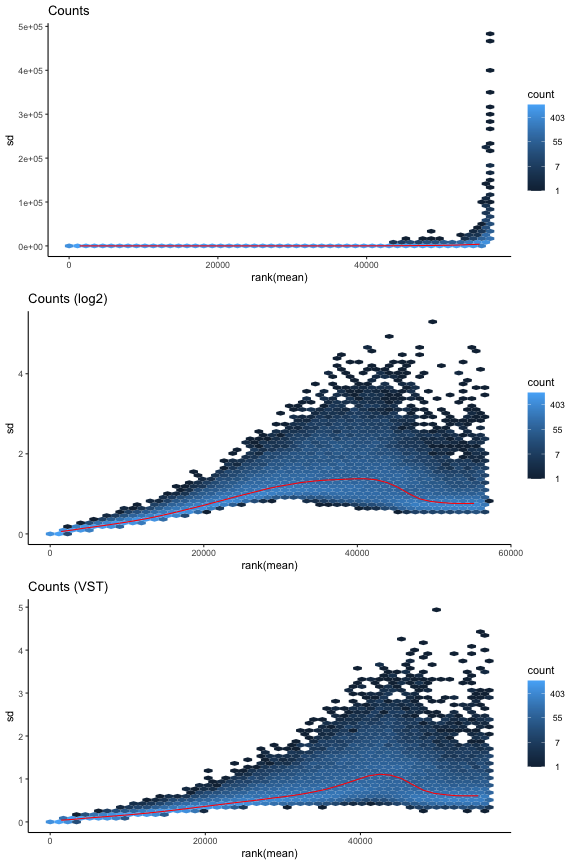 Counts
5e+05
4e+05
3e+05
2e+05
1e+05
0e+00
sd
0 20000 40000
rank(mean)
count
403
55
7
1
Counts (log2)
4
2
0
sd
0 20000 40000 60000
rank(mean)
count
403
55
7
1
Counts (VST)
5
4
3
2
1
0
sd
0 20000 40000
rank(mean)
count
403
55
7
1